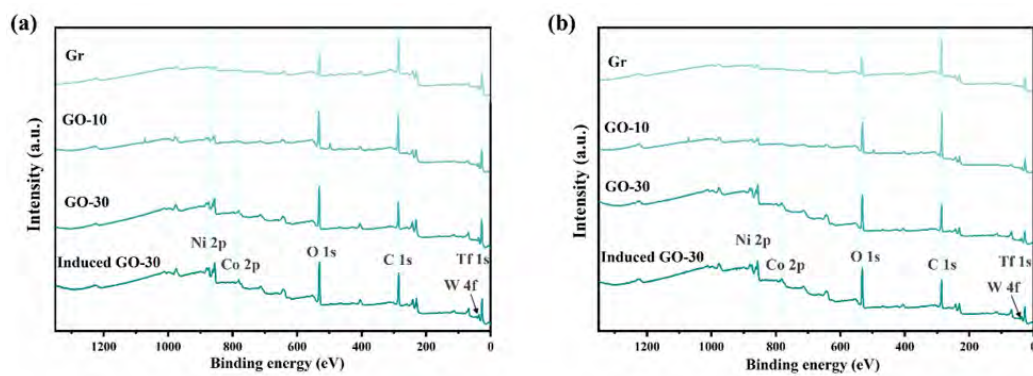 (a)
Gr
GO-10
GO-30
Induced GO-30
Ni 2p
Co 2p
O 1s
C 1s
Tf 1s
W 4f
Intensity (a.u.)
1200 1000 800 600 400 200 0
Binding energy (eV)
(b)
Gr
GO-10
GO-30
Induced GO-30
Ni 2p
Co 2p
O 1s
C 1s
Tf 1s
W 4f
Intensity (a.u.)
1200 1000 800 600 400 200 0
Binding energy (eV)